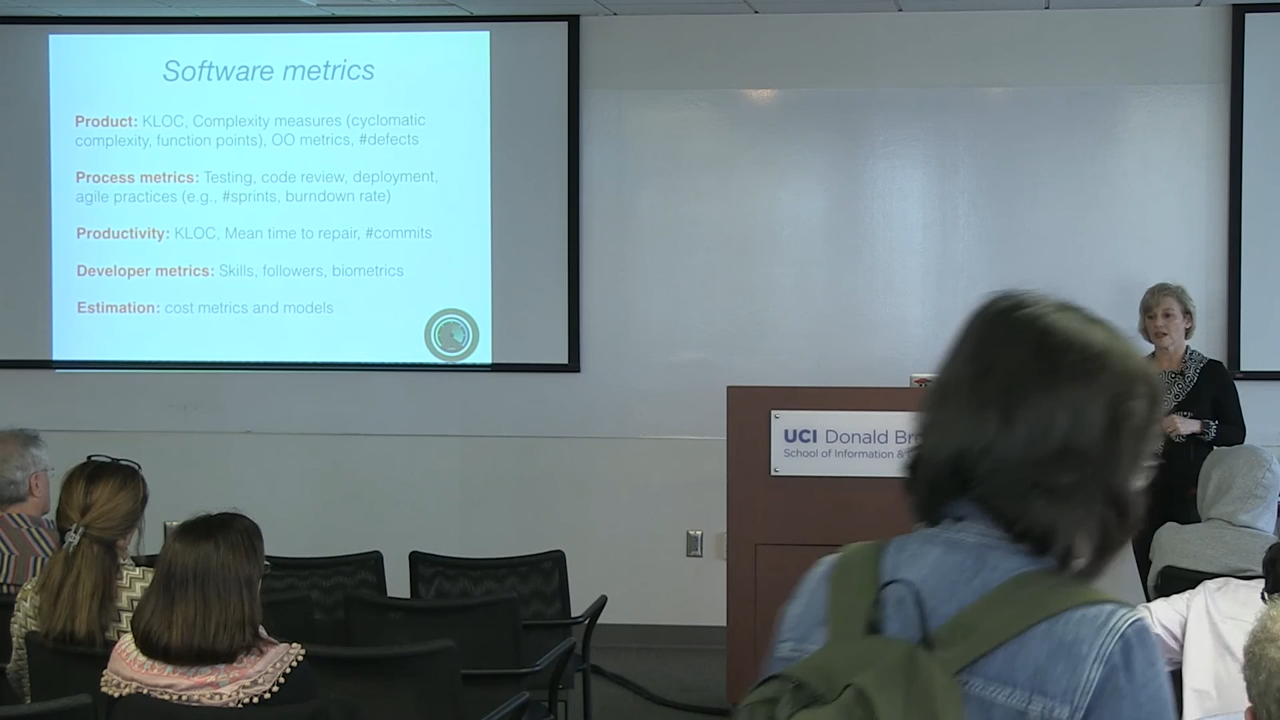 Software metrics
Product: KLOC, Complexity measures (cyclomatic
complexity, function points), OO metrics, #defects
Process metrics: Testing, code review, deployment,
agile practices (e.g., #sprints, burndown rate)
Productivity: KLOC, Mean time to repair, #commits
Developer metrics: Skills, followers, biometrics
Estimation: cost metrics and models
UCI Donald
School of Information &